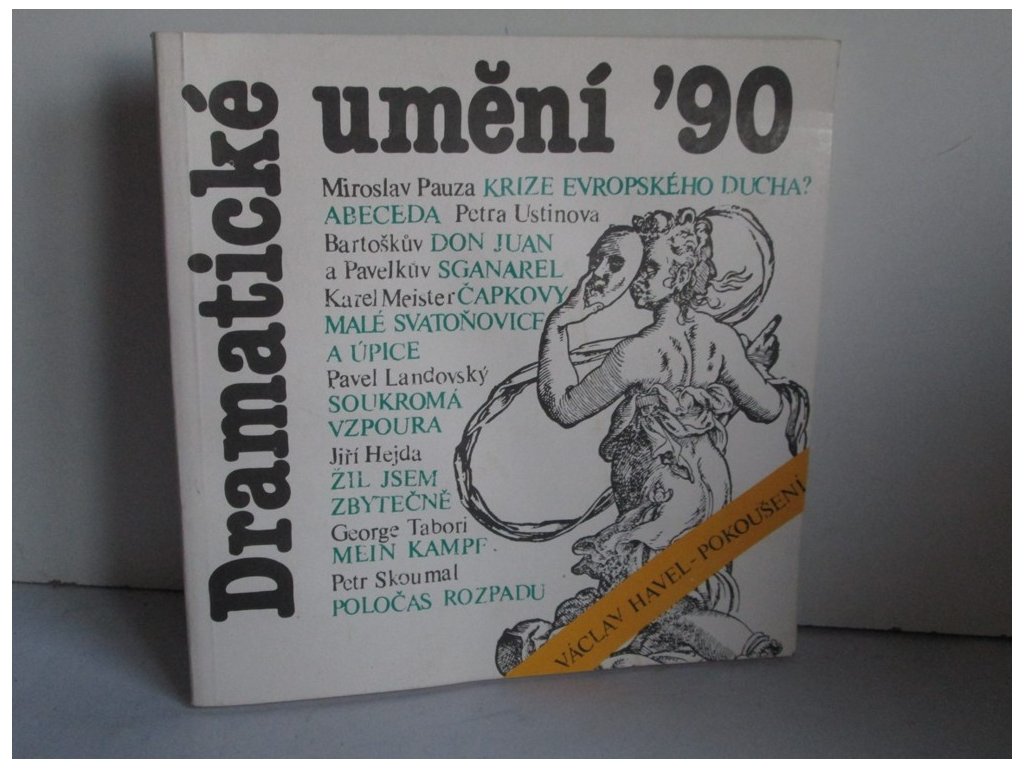 Dramatické
umění '90
Miroslav Pauza KRIZE EVROPSKÉHO DUCHA?
ABECEDA Petra Ustinova
Bartoškův DON JUAN
a Pavelkův SGANAREL
Karel Meister ČAPKOVY
MALÉ SVATOŇOVICE
A ÚPICE
Pavel Landovský
SOUKROMÁ
VZPOURA
Jiří Hejda
ŽIL JSEM
ZBYTEČNĚ
George Tabori
MEIN KAMPF
Petr Skoumal
POLOČAS ROZPADU
VÁCLAV HAVEL - POKOUŠENÍ